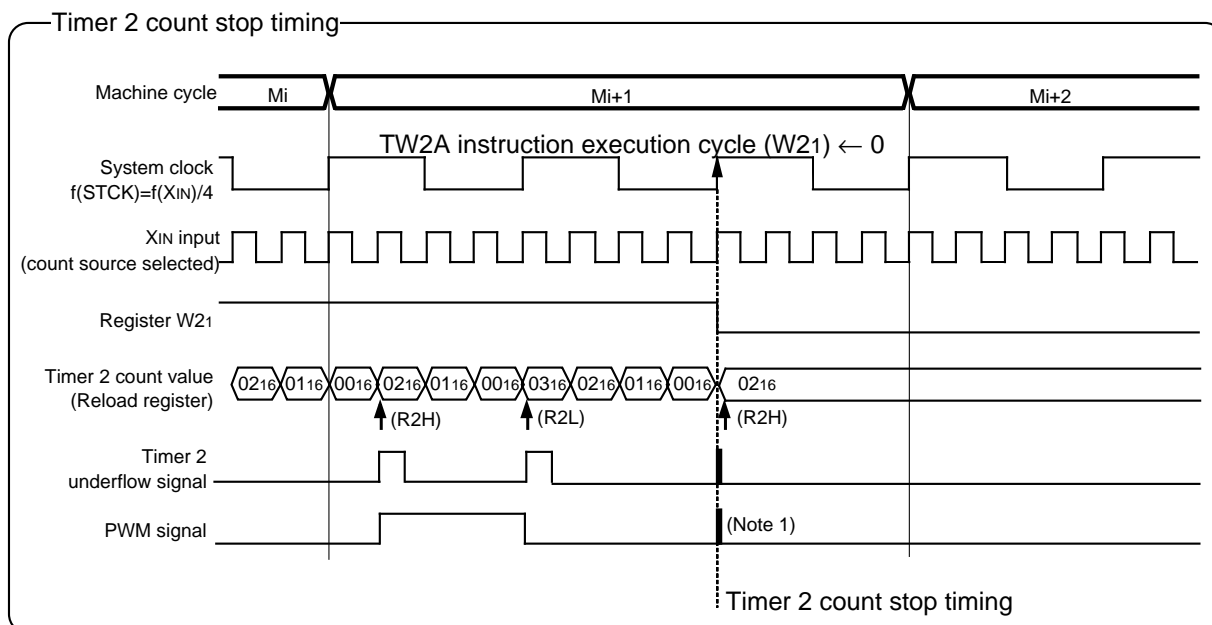 Timer 2 count stop timing
Machine cycle Mi Mi+1 Mi+2
TW2A instruction execution cycle (W21) ← 0
System clock
f(STCK)=f(XIN)/4
XIN input
(count source selected)
Register W21
Timer 2 count value
(Reload register)
0216 0116 0016 0216 0116 0016 0316 0216 0116 0016 0216
(R2H) (R2L) (R2H)
Timer 2
underflow signal
PWM signal (Note 1)
Timer 2 count stop timing